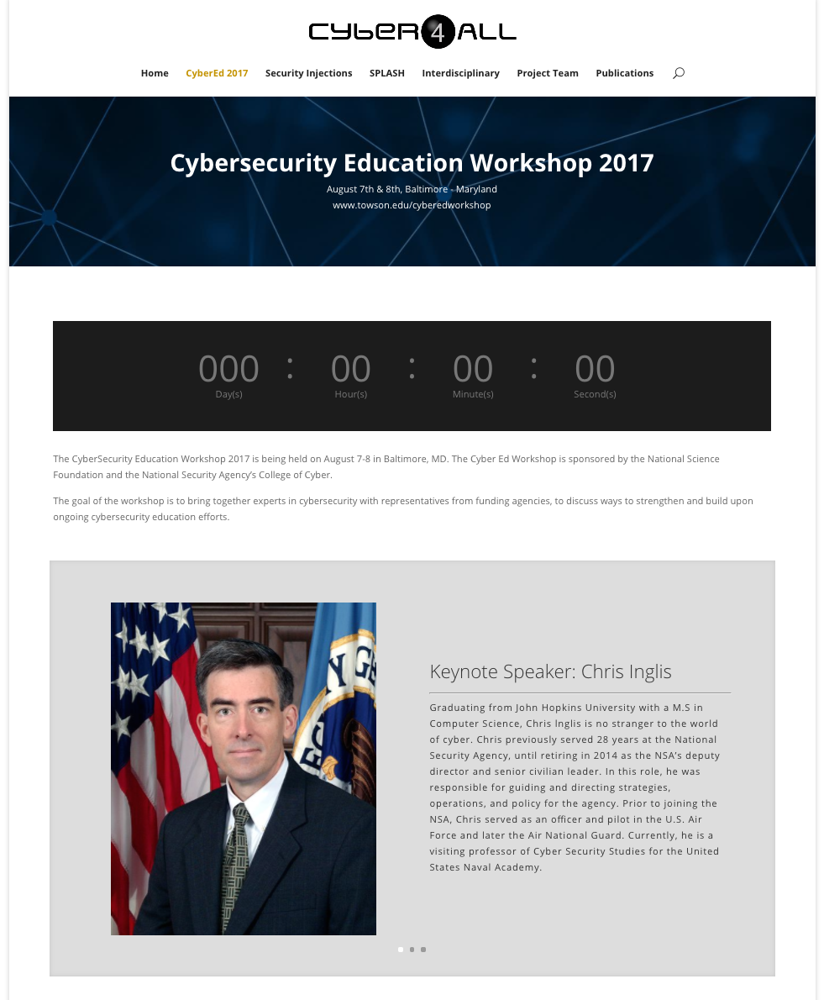 CYBER4ALL
Home CyberEd 2017 Security Injections SPLASH Interdisciplinary Project Team Publications
Cybersecurity Education Workshop 2017
August 7th & 8th, Baltimore - Maryland
www.towson.edu/cyberedworkshop
000 : 00 : 00 : 00
Day(s) Hour(s) Minute(s) Second(s)
The CyberSecurity Education Workshop 2017 is being held on August 7-8 in Baltimore, MD. The Cyber Ed Workshop is sponsored by the National Science
Foundation and the National Security Agency’s College of Cyber.
The goal of the workshop is to bring together experts in cybersecurity with representatives from funding agencies, to discuss ways to strengthen and build upon
ongoing cybersecurity education efforts.
Keynote Speaker: Chris Inglis
Graduating from John Hopkins University with a M.S in
Computer Science, Chris Inglis is no stranger to the world
of cyber. Chris previously served 28 years at the National
Security Agency, until retiring in 2014 as the NSA’s deputy
director and senior civilian leader. In this role, he was
responsible for guiding and directing strategies,
operations, and policy for the agency. Prior to joining the
NSA, Chris served as an officer and pilot in the U.S. Air
Force and later the Air National Guard. Currently, he is a
visiting professor of Cyber Security Studies for the United
States Naval Academy.